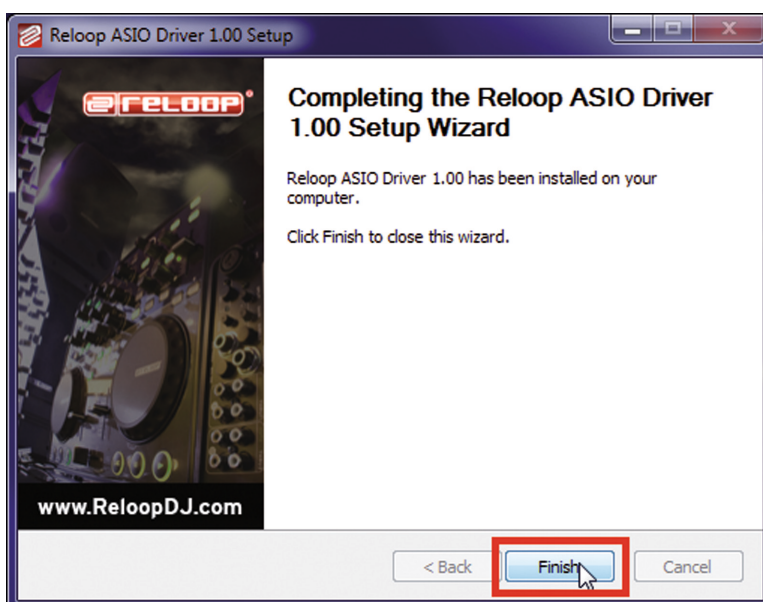 Reloop ASIO Driver 1.00 Setup
reloop
Completing the Reloop ASIO Driver
1.00 Setup Wizard
Reloop ASIO Driver 1.00 has been installed on your
computer.
Click Finish to close this wizard.
www.ReloopDJ.com
< Back Finish Cancel